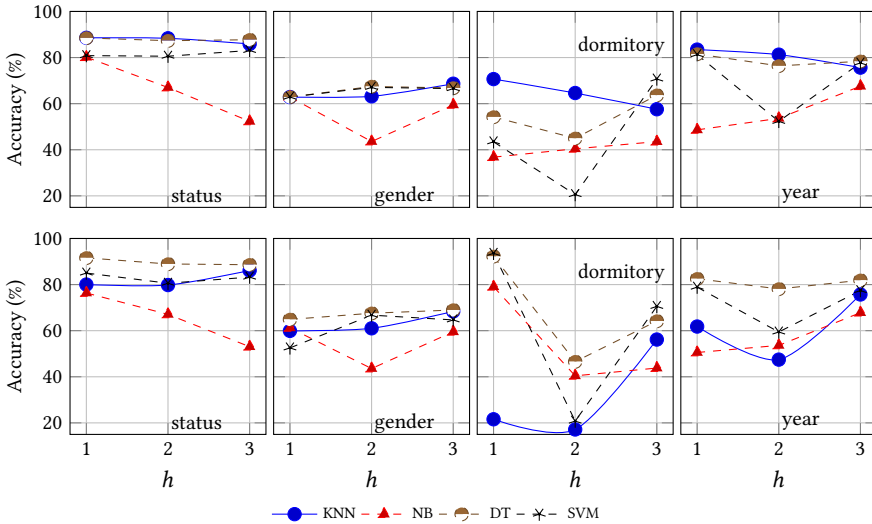 100
80
60
40
20
Accuracy (%)
status
gender
dormitory
year
100
80
60
40
20
Accuracy (%)
status
gender
dormitory
year
1 2 3 1 2 3 1 2 3 1 2 3
h h h h
KNN NB DT SVM